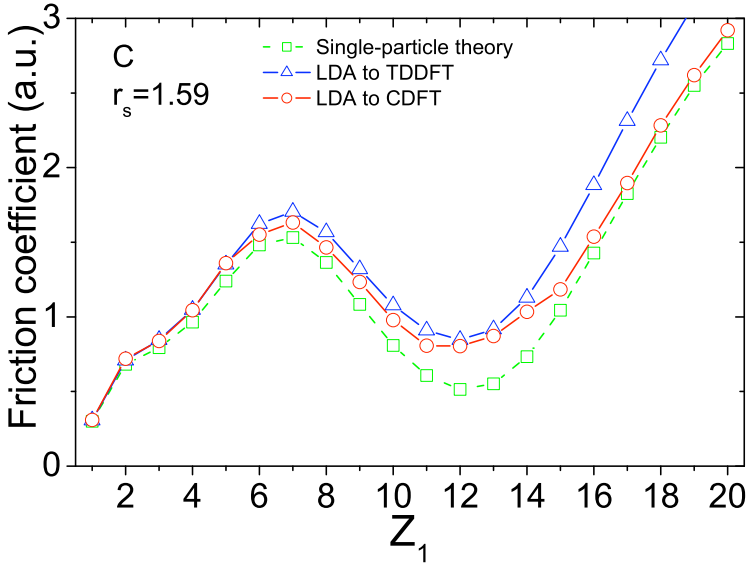 3
C
r_s=1.59
Single-particle theory
LDA to TDDFT
LDA to CDFT
2
1
0
Friction coefficient (a.u.)
2 4 6 8 10 12 14 16 18 20
Z_1